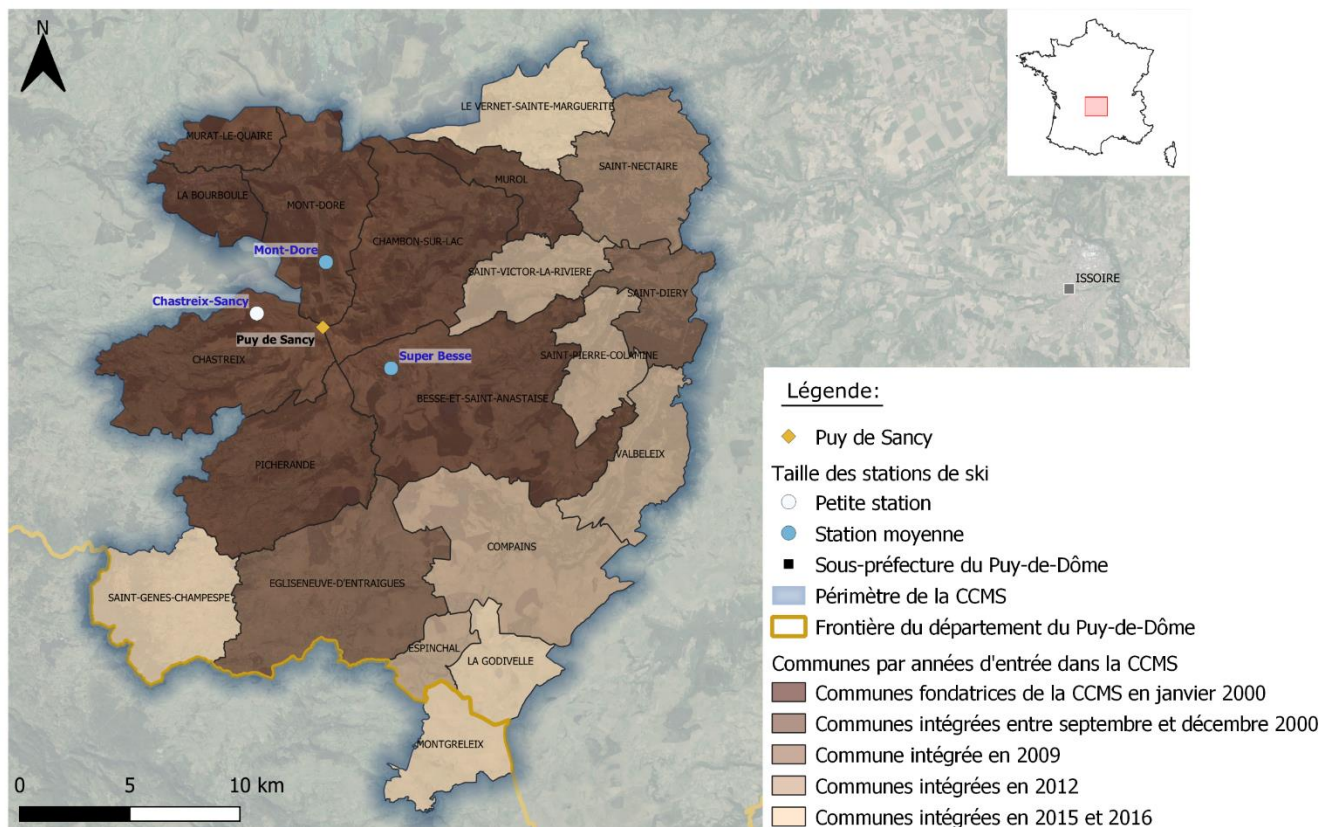 N
LE VERNET-SAINTE-MARGUERITE
MURAT-LE-QUAIRE
SAINT-NECTAIRE
MUROL
LA BOURBOULE
MONT-DORE
CHAMBON-SUR-LAC
Mont-Dore
SAINT-VICTOR-LA-RIVIERE
ISSOIRE
SAINT-DIERY
Chastreix-Sancy
Puy de Sancy
CHASTREIX
Super Besse
SAINT-PIERRE-COLAMINE
BESSE-ET-SAINT-ANASTAISE
VALBELEIX
PICHERANDE
COMPAINS
EGLISENEUVE-D'ENTRAIGUES
SAINT-GENES-CHAMPESPE
ESPINCHAL
LA GODIVELLE
MONTGRELEIX
0 5 10 km
Légende:
Puy de Sancy
Taille des stations de ski
Petite station
Station moyenne
Sous-préfecture du Puy-de-Dôme
Périmètre de la CCMS
Frontière du département du Puy-de-Dôme
Communes par années d'entrée dans la CCMS
Communes fondatrices de la CCMS en janvier 2000
Communes intégrées entre septembre et décembre 2000
Commune intégrée en 2009
Communes intégrées en 2012
Communes intégrées en 2015 et 2016